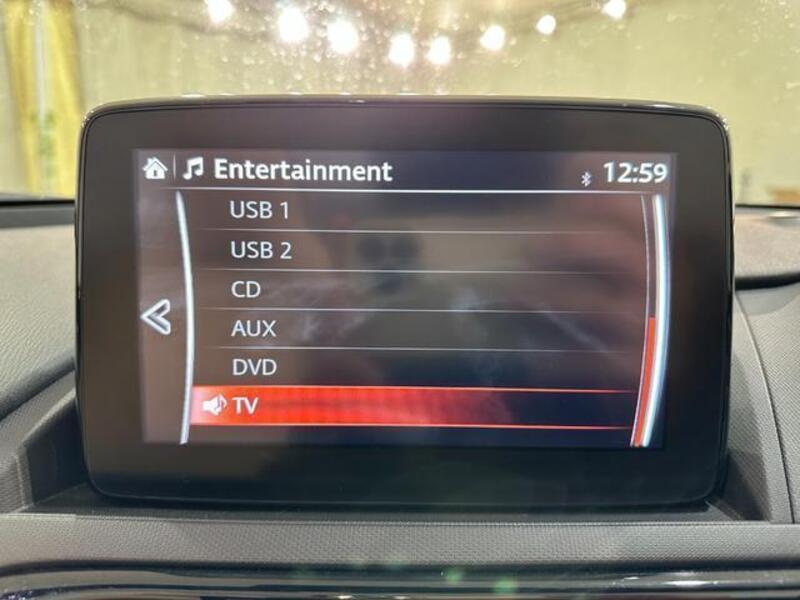 Entertainment 12:59
USB 1
USB 2
CD
AUX
DVD
TV